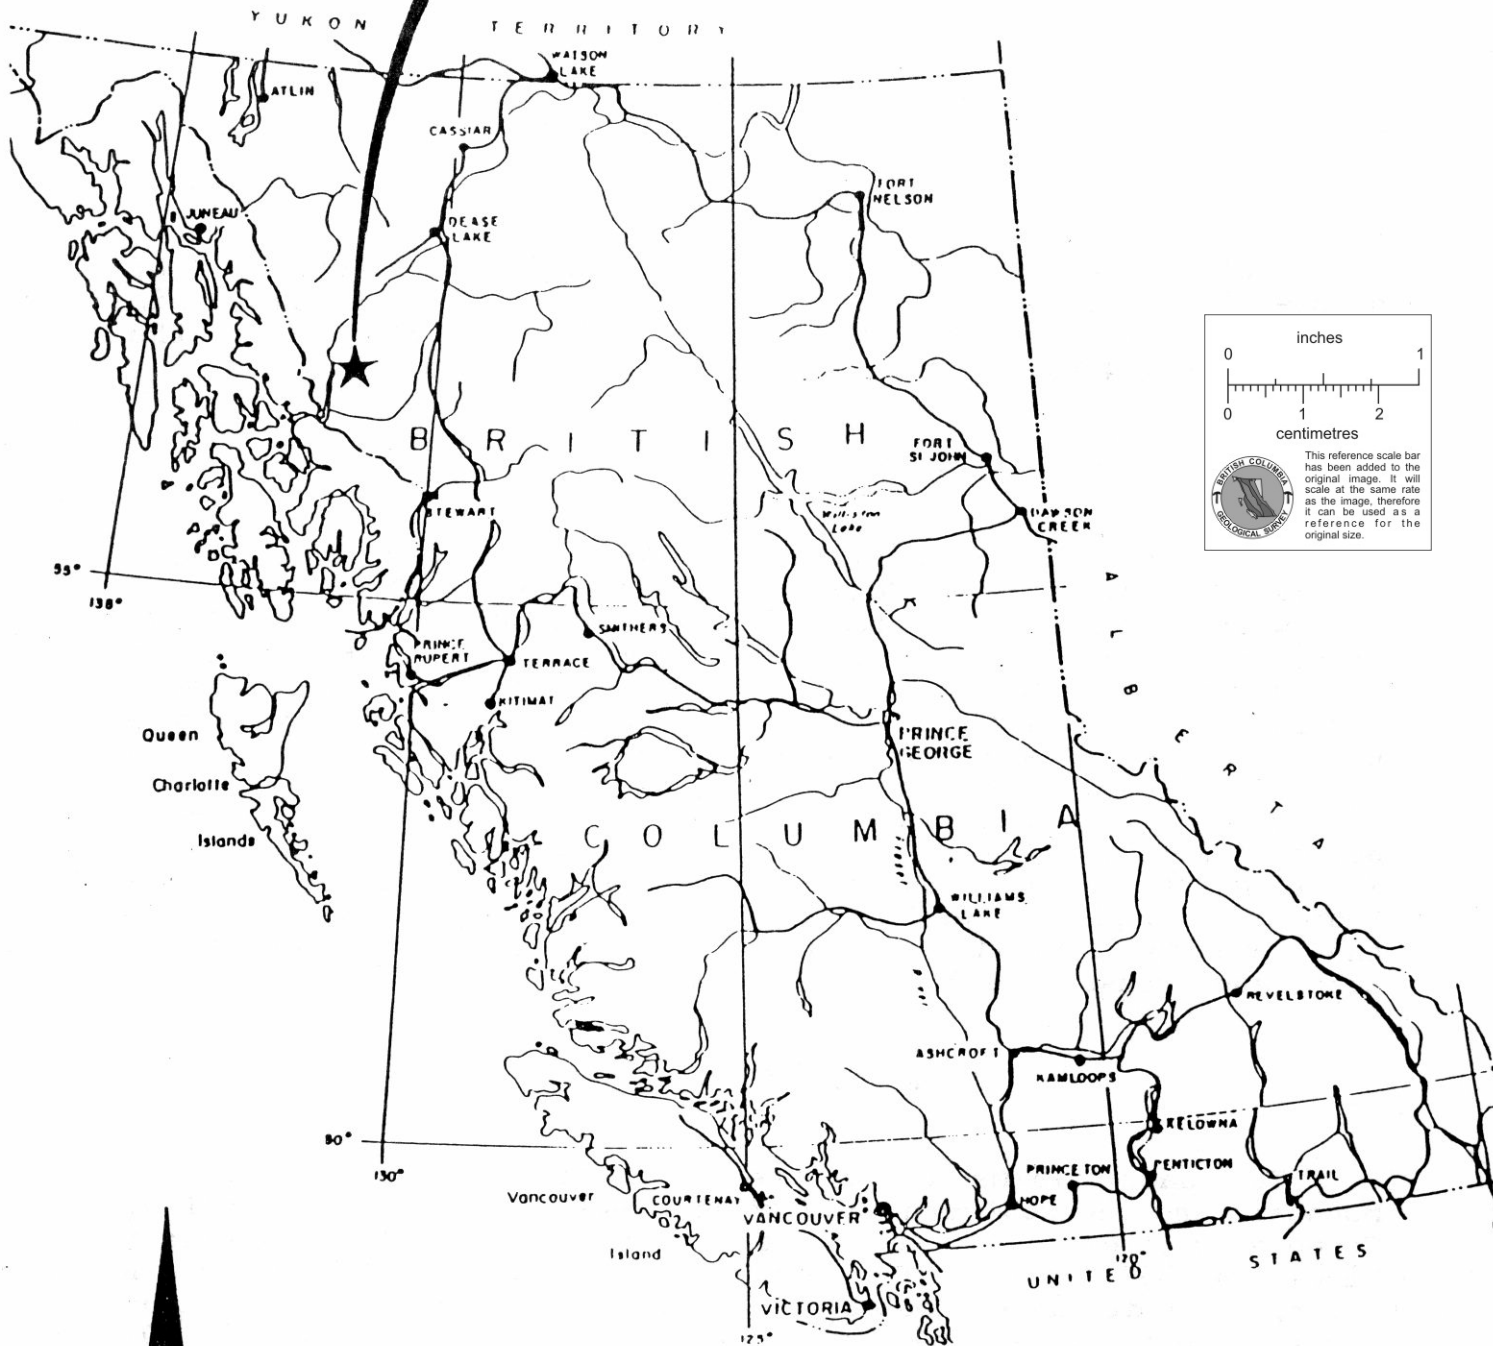 YUKON TERRITORY
WATSON
LAKE
ATLIN
CASSIAR
FORT
NELSON
JUNEAU
DEASE
LAKE
inches
0 1
0 1 2
centimetres
This reference scale bar
has been added to the
original image. It will
scale at the same rate
as the image, therefore
it can be used as a
reference for the
original size.
BRITISH COLUMBIA
GEOLOGICAL SURVEY
BRITISH
FORT
ST JOHN
STEWART
Williston
Lake
DAWSON
CREEK
55°
138°
ALBERTA
SMITHERS
PRINCE
RUPERT
TERRACE
KITIMAT
Queen
Charlotte
Islands
PRINCE
GEORGE
COLUMBIA
WILLIAMS
LAKE
REVELSTOKE
ASHCROFT
KAMLOOPS
KELOWNA
50°
130°
PRINCETON
PENTICTON
TRAIL
Vancouver
COURTENAY
HOPE
VANCOUVER
Island
120°
UNITED STATES
VICTORIA
125°